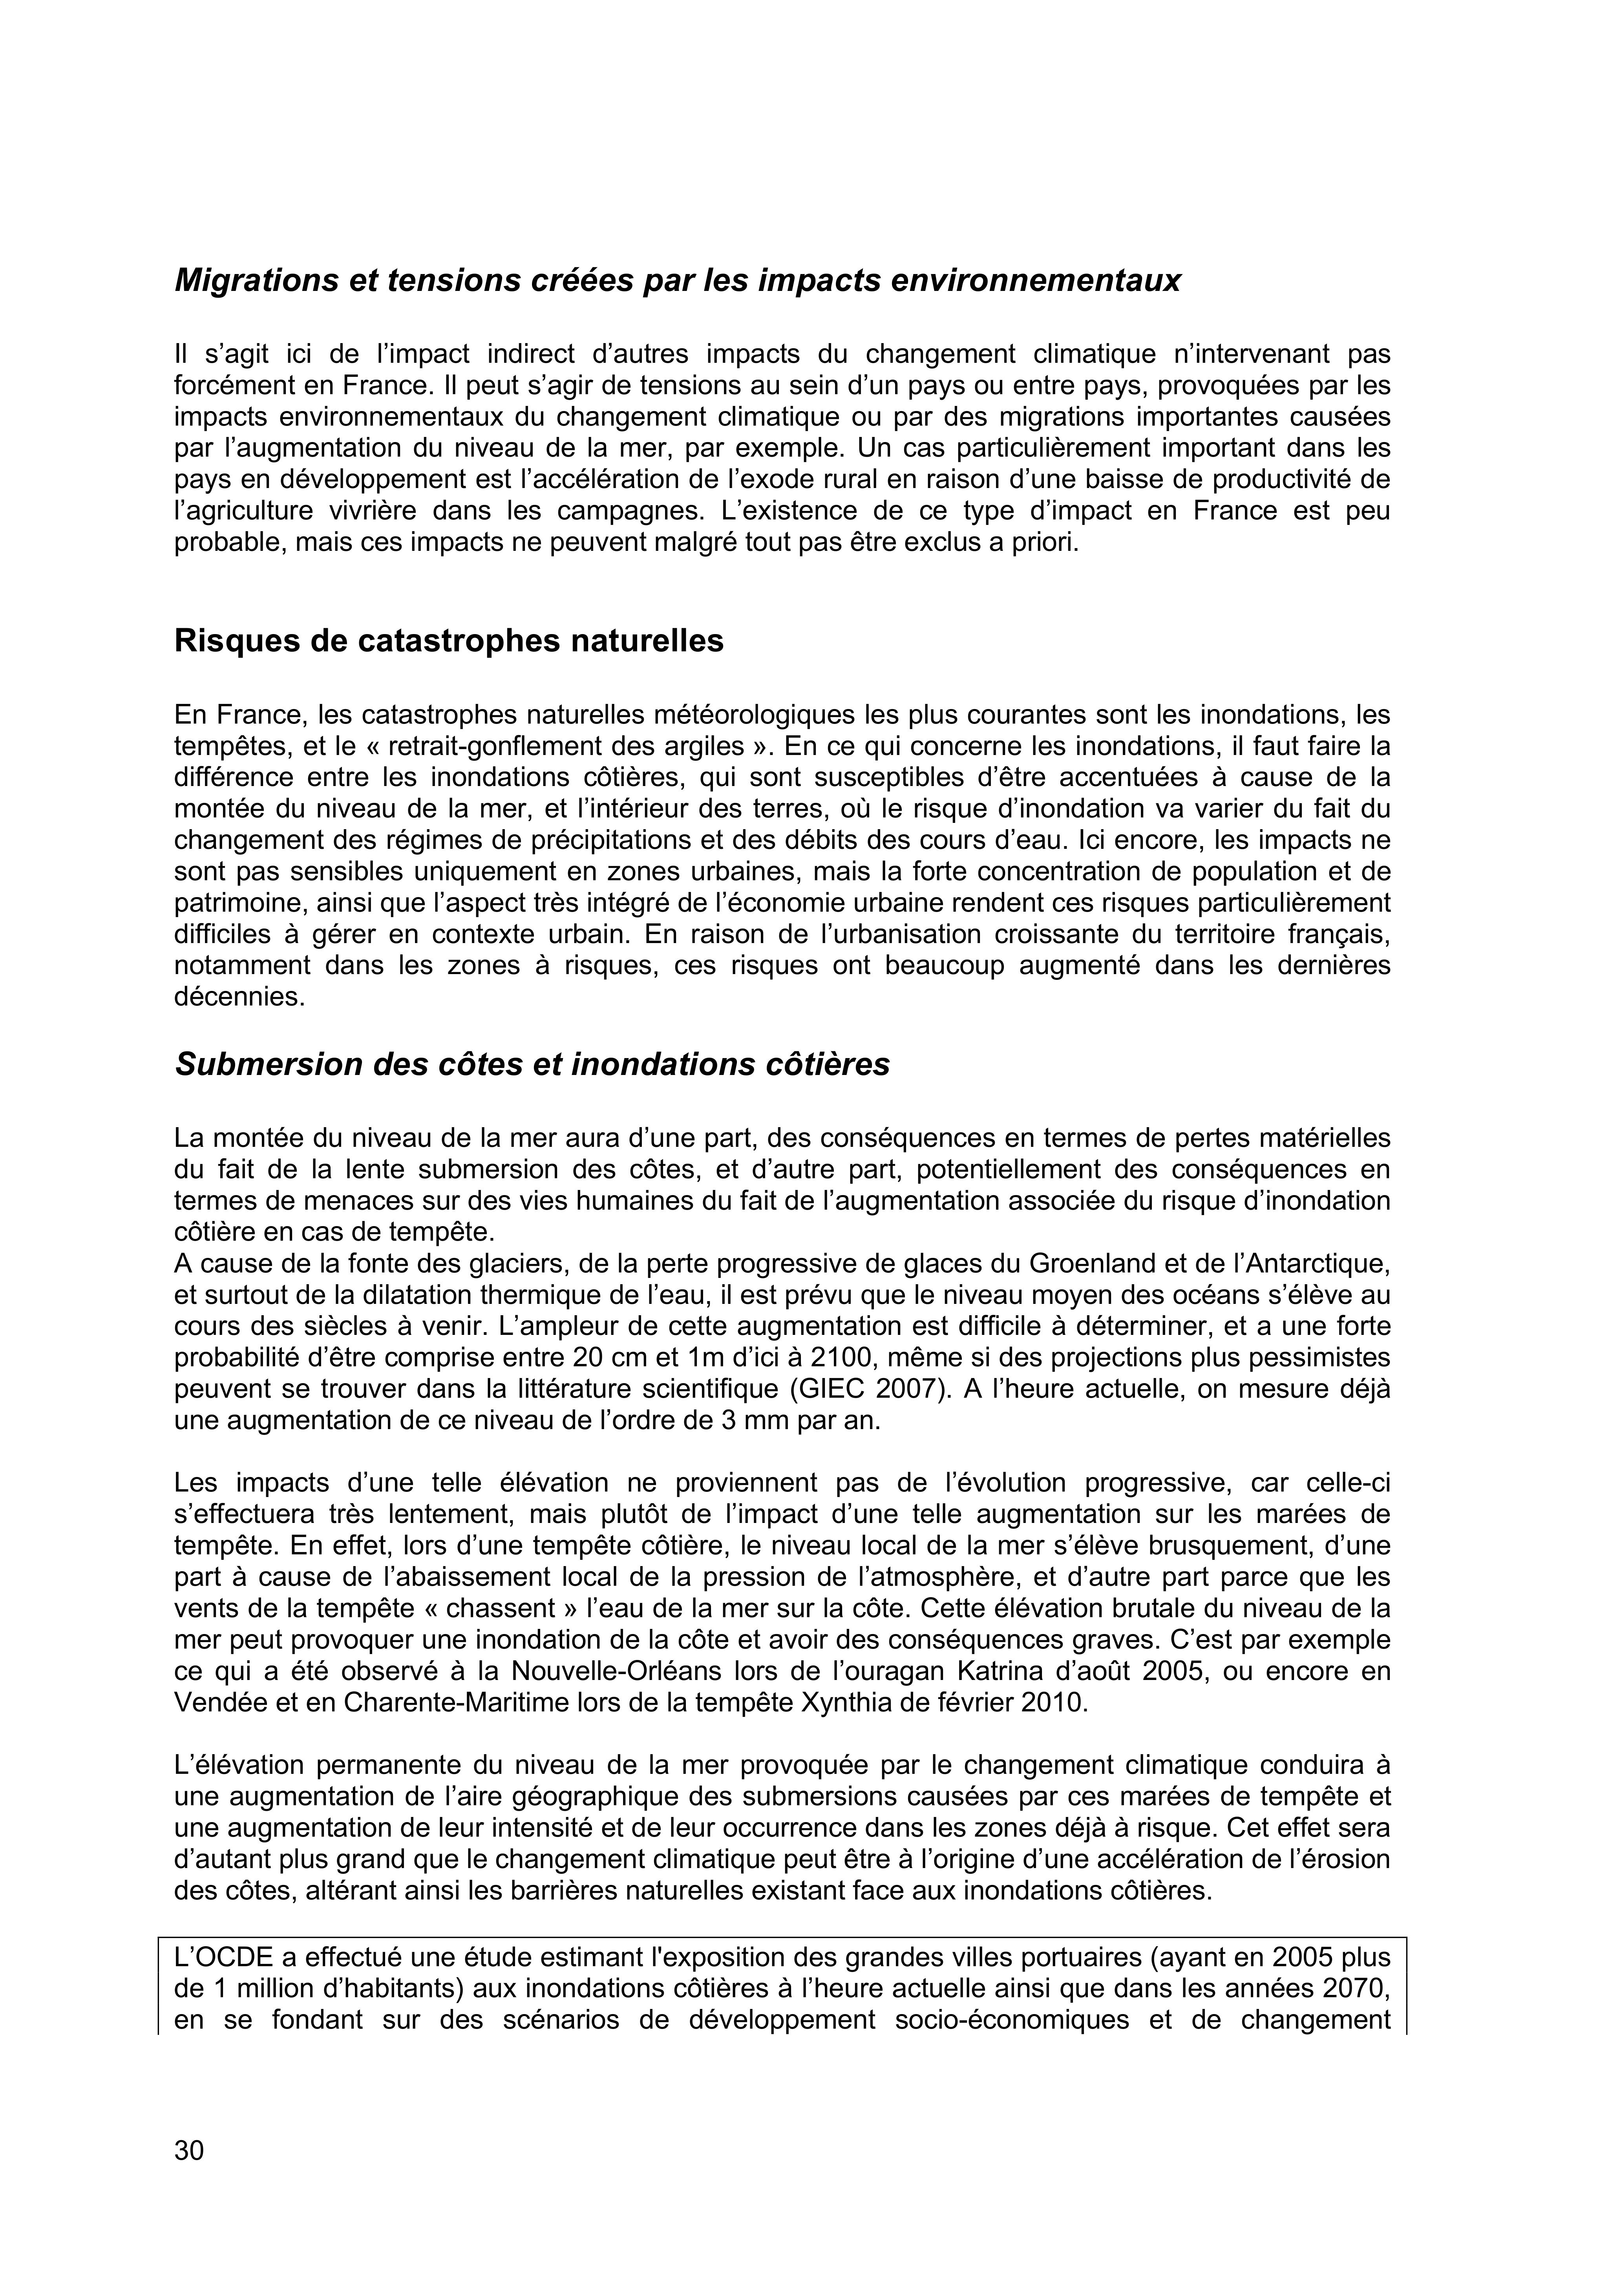 Migrations et tensions créées par les impacts environnementaux
Il s’agit ici de l’impact indirect d’autres impacts du changement climatique n’intervenant pas
forcément en France. Il peut s’agir de tensions au sein d’un pays ou entre pays, provoquées par les
impacts environnementaux du changement climatique ou par des migrations importantes causées
par l’augmentation du niveau de la mer, par exemple. Un cas particulièrement important dans les
pays en développement est l’accélération de l’exode rural en raison d’une baisse de productivité de
l’agriculture vivrière dans les campagnes. L’existence de ce type d’impact en France est peu
probable, mais ces impacts ne peuvent malgré tout pas être exclus a priori.
Risques de catastrophes naturelles
En France, les catastrophes naturelles météorologiques les plus courantes sont les inondations, les
tempêtes, et le « retrait-gonflement des argiles ». En ce qui concerne les inondations, il faut faire la
différence entre les inondations côtières, qui sont susceptibles d’être accentuées à cause de la
montée du niveau de la mer, et l’intérieur des terres, où le risque d’inondation va varier du fait du
changement des régimes de précipitations et des débits des cours d’eau. Ici encore, les impacts ne
sont pas sensibles uniquement en zones urbaines, mais la forte concentration de population et de
patrimoine, ainsi que l’aspect très intégré de l’économie urbaine rendent ces risques particulièrement
difficiles à gérer en contexte urbain. En raison de l’urbanisation croissante du territoire français,
notamment dans les zones à risques, ces risques ont beaucoup augmenté dans les dernières
décennies.
Submersion des côtes et inondations côtières
La montée du niveau de la mer aura d’une part, des conséquences en termes de pertes matérielles
du fait de la lente submersion des côtes, et d’autre part, potentiellement des conséquences en
termes de menaces sur des vies humaines du fait de l’augmentation associée du risque d’inondation
côtière en cas de tempête.
A cause de la fonte des glaciers, de la perte progressive de glaces du Groenland et de l’Antarctique,
et surtout de la dilatation thermique de l’eau, il est prévu que le niveau moyen des océans s’élève au
cours des siècles à venir. L’ampleur de cette augmentation est difficile à déterminer, et a une forte
probabilité d’être comprise entre 20 cm et 1m d’ici à 2100, même si des projections plus pessimistes
peuvent se trouver dans la littérature scientifique (GIEC 2007). A l’heure actuelle, on mesure déjà
une augmentation de ce niveau de l’ordre de 3 mm par an.
Les impacts d’une telle élévation ne proviennent pas de l’évolution progressive, car celle-ci
s’effectuera très lentement, mais plutôt de l’impact d’une telle augmentation sur les marées de
tempête. En effet, lors d’une tempête côtière, le niveau local de la mer s’élève brusquement, d’une
part à cause de l’abaissement local de la pression de l’atmosphère, et d’autre part parce que les
vents de la tempête « chassent » l’eau de la mer sur la côte. Cette élévation brutale du niveau de la
mer peut provoquer une inondation de la côte et avoir des conséquences graves. C’est par exemple
ce qui a été observé à la Nouvelle-Orléans lors de l’ouragan Katrina d’août 2005, ou encore en
Vendée et en Charente-Maritime lors de la tempête Xynthia de février 2010.
L’élévation permanente du niveau de la mer provoquée par le changement climatique conduira à
une augmentation de l’aire géographique des submersions causées par ces marées de tempête et
une augmentation de leur intensité et de leur occurrence dans les zones déjà à risque. Cet effet sera
d’autant plus grand que le changement climatique peut être à l’origine d’une accélération de l’érosion
des côtes, altérant ainsi les barrières naturelles existant face aux inondations côtières.
L’OCDE a effectué une étude estimant l'exposition des grandes villes portuaires (ayant en 2005 plus
de 1 million d’habitants) aux inondations côtières à l’heure actuelle ainsi que dans les années 2070,
en se fondant sur des scénarios de développement socio-économiques et de changement
30